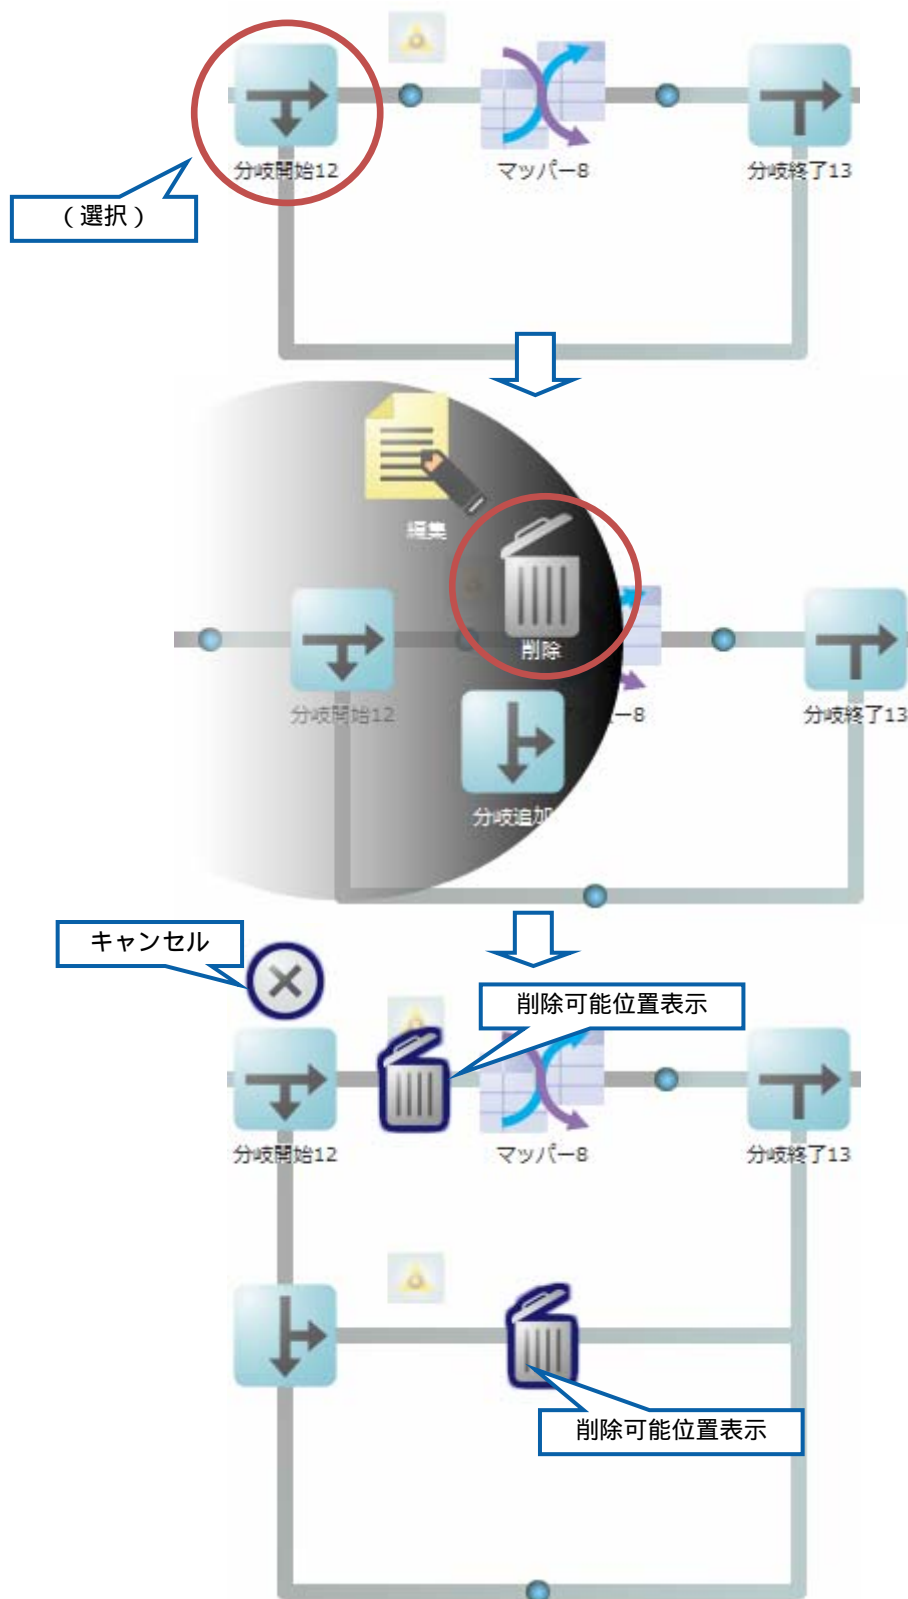 分岐開始12
マッパー8
分岐終了13
(選択)
編集
削除
分岐開始12
ー8
分岐終了13
分岐追加
キャンセル
削除可能位置表示
分岐開始12
マッパー8
分岐終了13
削除可能位置表示